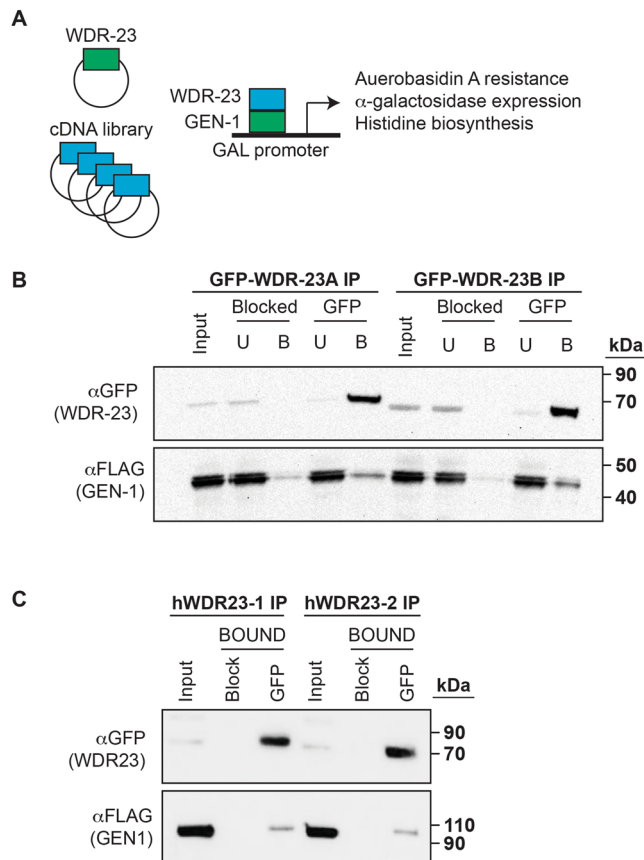 A
WDR-23
cDNA library
WDR-23
GEN-1
GAL promoter
Auerobasidin A resistance
α-galactosidase expression
Histidine biosynthesis
B
GFP-WDR-23A IP GFP-WDR-23B IP
Input Blocked GFP Input Blocked GFP
U B U B U B U B kDa
αGFP
(WDR-23)
90
70
αFLAG
(GEN-1)
50
40
C
hWDR23-1 IP hWDR23-2 IP
BOUND BOUND
Input Block GFP Input Block GFP kDa
αGFP
(WDR23)
90
70
αFLAG
(GEN1)
110
90